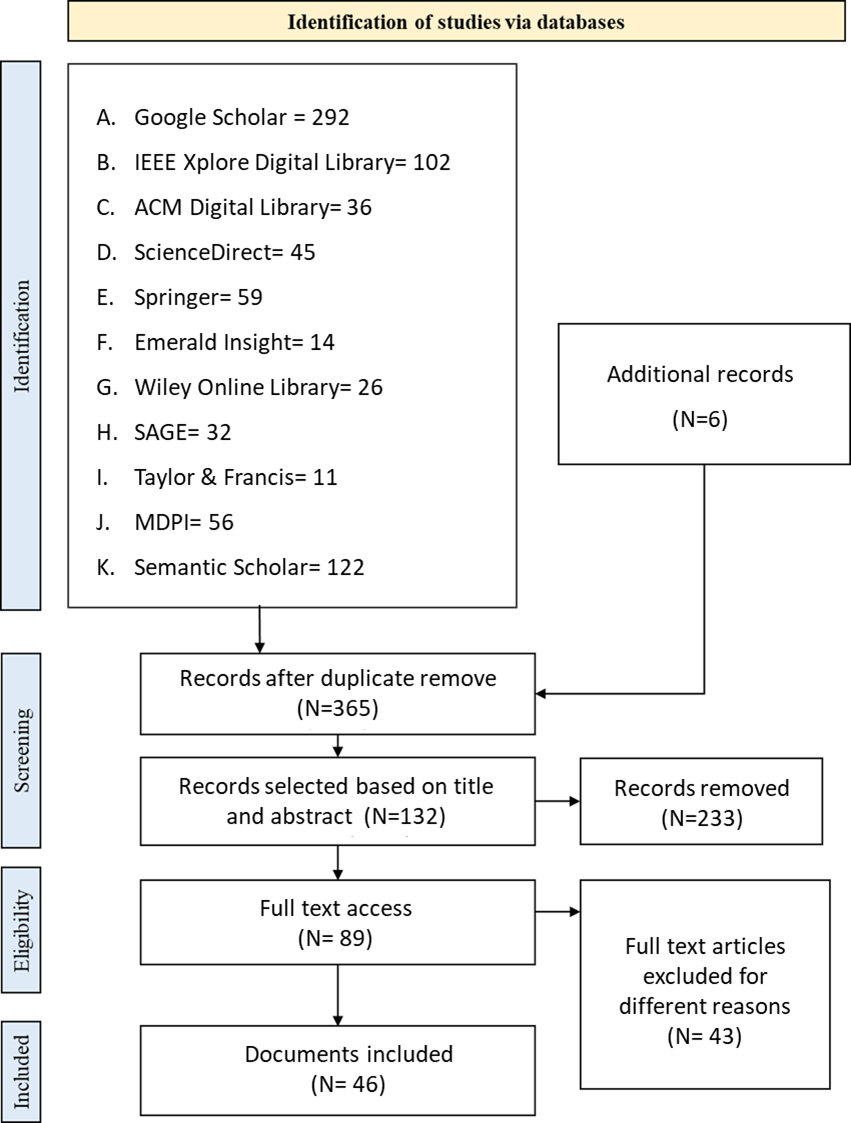 Identification of studies via databases
Identification
A. Google Scholar = 292
B. IEEE Xplore Digital Library= 102
C. ACM Digital Library= 36
D. ScienceDirect= 45
E. Springer= 59
F. Emerald Insight= 14
G. Wiley Online Library= 26
H. SAGE= 32
I. Taylor & Francis= 11
J. MDPI= 56
K. Semantic Scholar= 122
Additional records
(N=6)
Screening
Records after duplicate remove
(N=365)
Records selected based on title
and abstract (N=132)
Records removed
(N=233)
Eligibility
Full text access
(N= 89)
Full text articles
excluded for
different reasons
(N= 43)
Included
Documents included
(N= 46)